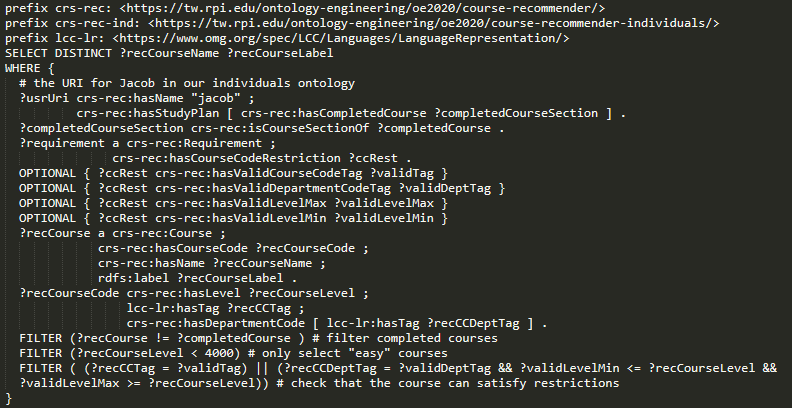 prefix crs-rec: <https://tw.rpi.edu/ontology-engineering/oe2020/course-recommender/>
prefix crs-rec-ind: <https://tw.rpi.edu/ontology-engineering/oe2020/course-recommender-individuals/>
prefix lcc-lr: <https://www.omg.org/spec/LCC/Languages/LanguageRepresentation/>
SELECT DISTINCT ?recCourseName ?recCourseLabel
WHERE {
  # the URI for Jacob in our individuals ontology
  ?usrUri crs-rec:hasName "jacob" ;
          crs-rec:hasStudyPlan [ crs-rec:hasCompletedCourse ?completedCourseSection ] .
  ?completedCourseSection crs-rec:isCourseSectionOf ?completedCourse .
  ?requirement a crs-rec:Requirement ;
               crs-rec:hasCourseCodeRestriction ?ccRest .
  OPTIONAL { ?ccRest crs-rec:hasValidCourseCodeTag ?validTag }
  OPTIONAL { ?ccRest crs-rec:hasValidDepartmentCodeTag ?validDeptTag }
  OPTIONAL { ?ccRest crs-rec:hasValidLevelMax ?validLevelMax }
  OPTIONAL { ?ccRest crs-rec:hasValidLevelMin ?validLevelMin }
  ?recCourse a crs-rec:Course ;
             crs-rec:hasCourseCode ?recCourseCode ;
             crs-rec:hasName ?recCourseName ;
             rdfs:label ?recCourseLabel .
  ?recCourseCode crs-rec:hasLevel ?recCourseLevel ;
                 lcc-lr:hasTag ?recCCTag ;
                 crs-rec:hasDepartmentCode [ lcc-lr:hasTag ?recCCDeptTag ] .
  FILTER (?recCourse != ?completedCourse ) # filter completed courses
  FILTER (?recCourseLevel < 4000) # only select "easy" courses
  FILTER ( (?recCCTag = ?validTag) || (?recCCDeptTag = ?validDeptTag && ?validLevelMin <= ?recCourseLevel &&
  ?validLevelMax >= ?recCourseLevel)) # check that the course can satisfy restrictions
}